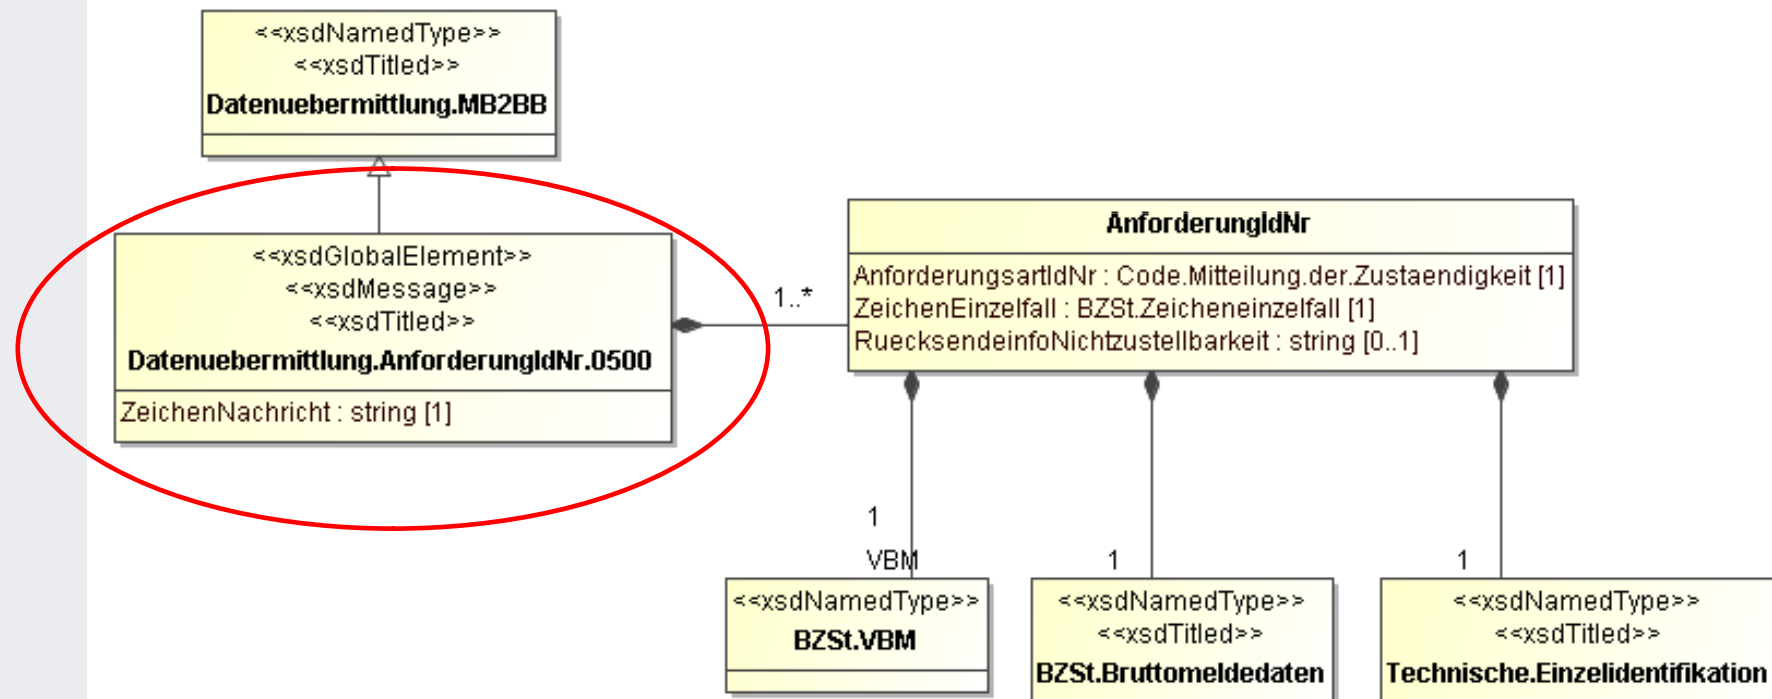 <<xsdNamedType>>
<<xsdTitled>>
Datenuebermittlung.MB2BB
<<xsdGlobalElement>>
<<xsdMessage>>
<<xsdTitled>>
Datenuebermittlung.AnforderungIdNr.0500
ZeichenNachricht : string [1]
1..*
AnforderungIdNr
AnforderungsartIdNr : Code.Mitteilung.der.Zustaendigkeit [1]
ZeichenEinzelfall : BZSt.Zeicheneinzelfall [1]
RuecksendeinfoNichtzustellbarkeit : string [0..1]
1
VBM
<<xsdNamedType>>
BZSt.VBM
1
<<xsdNamedType>>
<<xsdTitled>>
BZSt.Bruttomeldedaten
1
<<xsdNamedType>>
<<xsdTitled>>
Technische.Einzelidentifikation